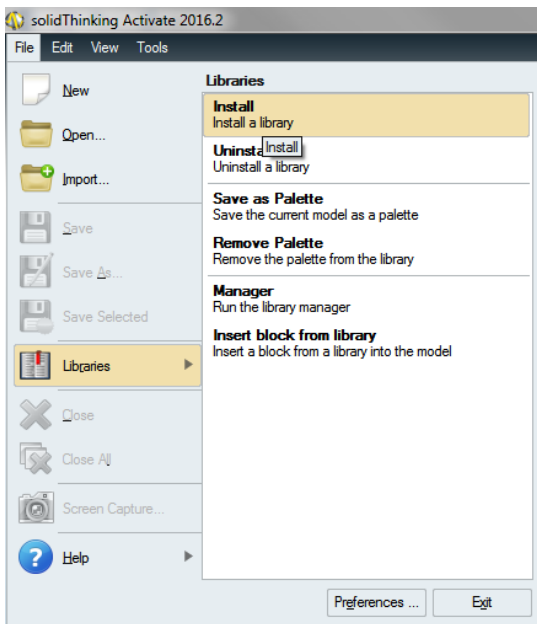 solidThinking Activate 2016.2
File Edit View Tools
New
Open...
Import...
Save
Save As...
Save Selected
Libraries
Close
Close All
Screen Capture...
Help
Libraries
Install
Install a library
Install
Uninsta
Uninstall a library
Save as Palette
Save the current model as a palette
Remove Palette
Remove the palette from the library
Manager
Run the library manager
Insert block from library
Insert a block from a library into the model
Preferences ... Exit